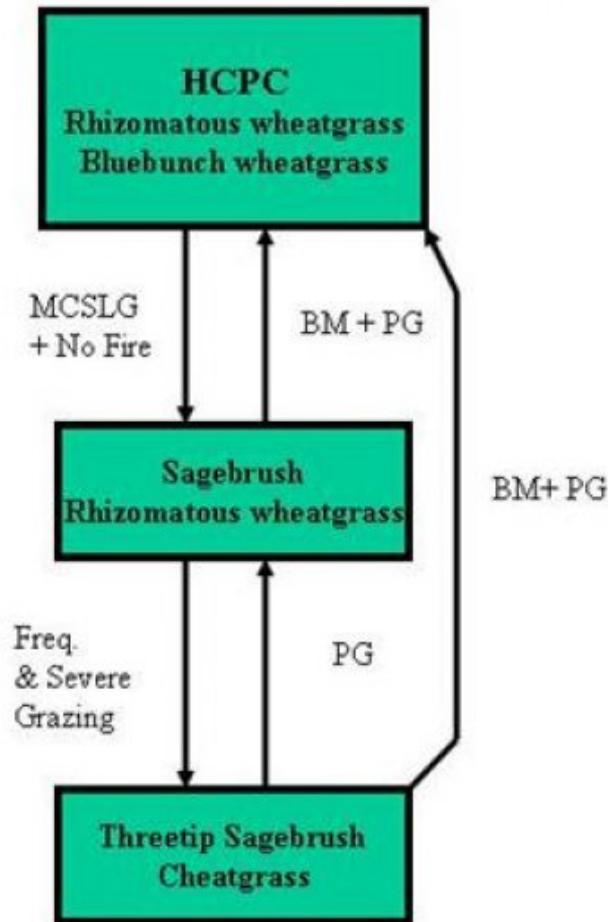 HCPC
Rhizomatous wheatgrass
Bluebunch wheatgrass
MCSLG
+ No Fire
BM + PG
Sagebrush
Rhizomatous wheatgrass
BM+ PG
Freq.
& Severe
Grazing
PG
Threetip Sagebrush
Cheatgrass